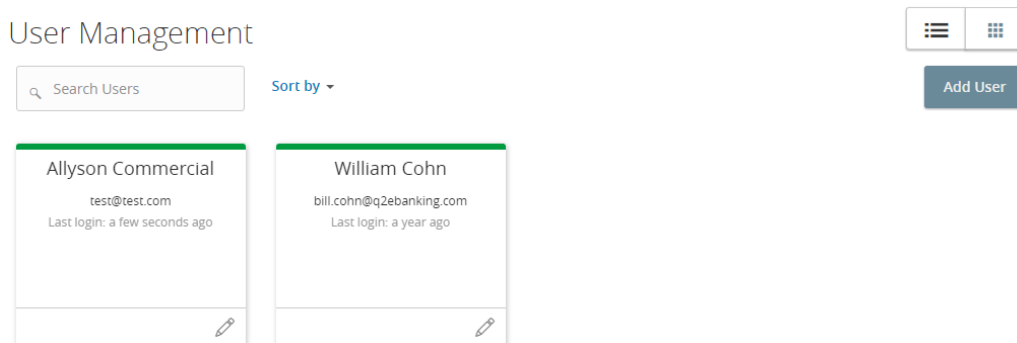 User Management
Search Users
Sort by
Add User
Allyson Commercial
test@test.com
Last login: a few seconds ago
William Cohn
bill.cohn@q2ebanking.com
Last login: a year ago